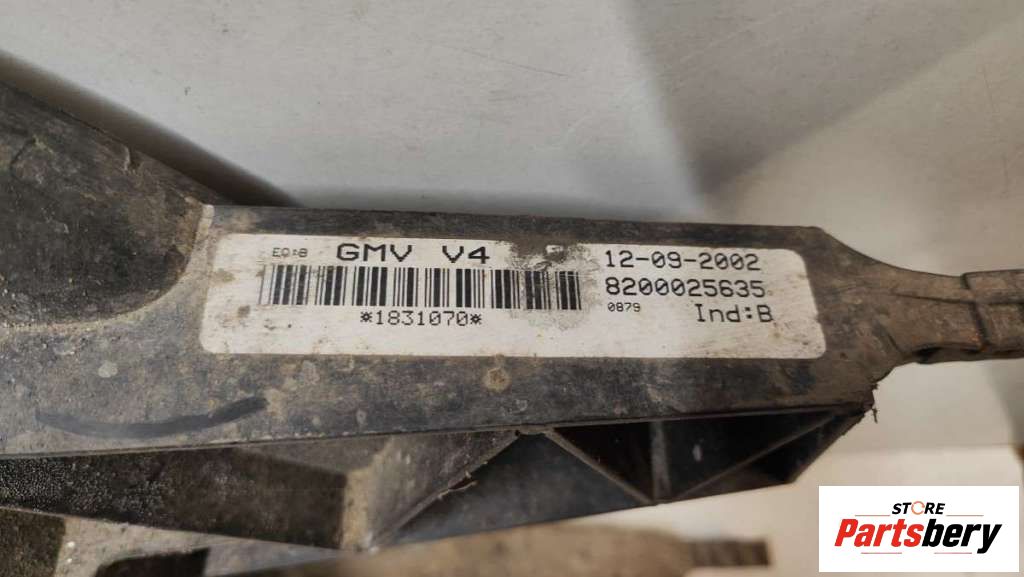 EQ:B GMV V4 12-09-2002
8200025635
*1831070* 0879 Ind:B
STORE
Partsbery